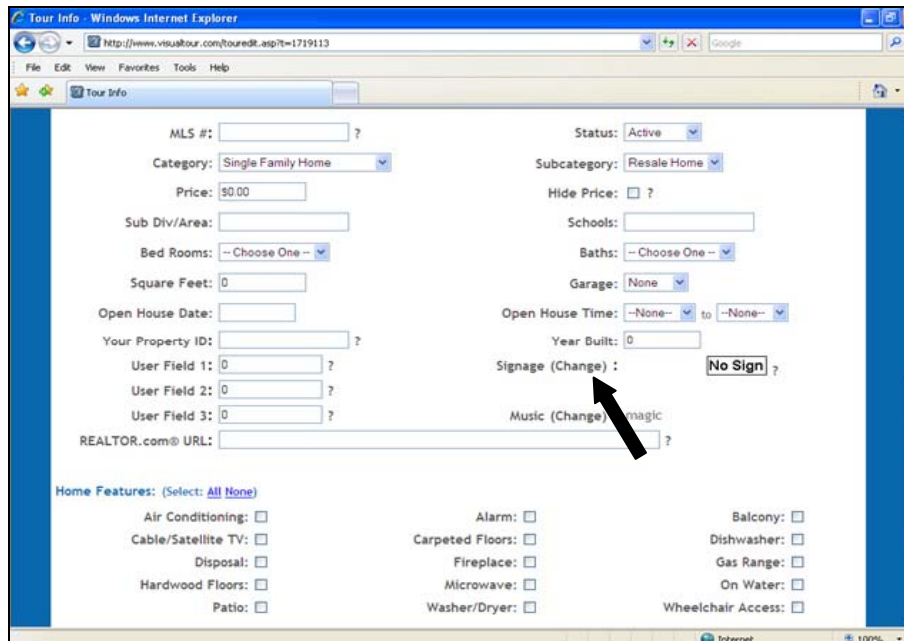 Tour Info - Windows Internet Explorer
http://www.visualtour.com/touredit.asp?t=1719113
Google
File Edit View Favorites Tools Help
Tour Info
MLS #: ? Status: Active
Category: Single Family Home Subcategory: Resale Home
Price: $0.00 Hide Price: ?
Sub Div/Area: Schools:
Bed Rooms: -- Choose One -- Baths: -- Choose One --
Square Feet: 0 Garage: None
Open House Date: Open House Time: --None-- to --None--
Your Property ID: ? Year Built: 0
User Field 1: 0 ? Signage (Change) : No Sign ?
User Field 2: 0 ?
User Field 3: 0 ? Music (Change) magic
REALTOR.com® URL: ?
Home Features: (Select: All None)
Air Conditioning: Alarm: Balcony:
Cable/Satellite TV: Carpeted Floors: Dishwasher:
Disposal: Fireplace: Gas Range:
Hardwood Floors: Microwave: On Water:
Patio: Washer/Dryer: Wheelchair Access:
Internet 100%